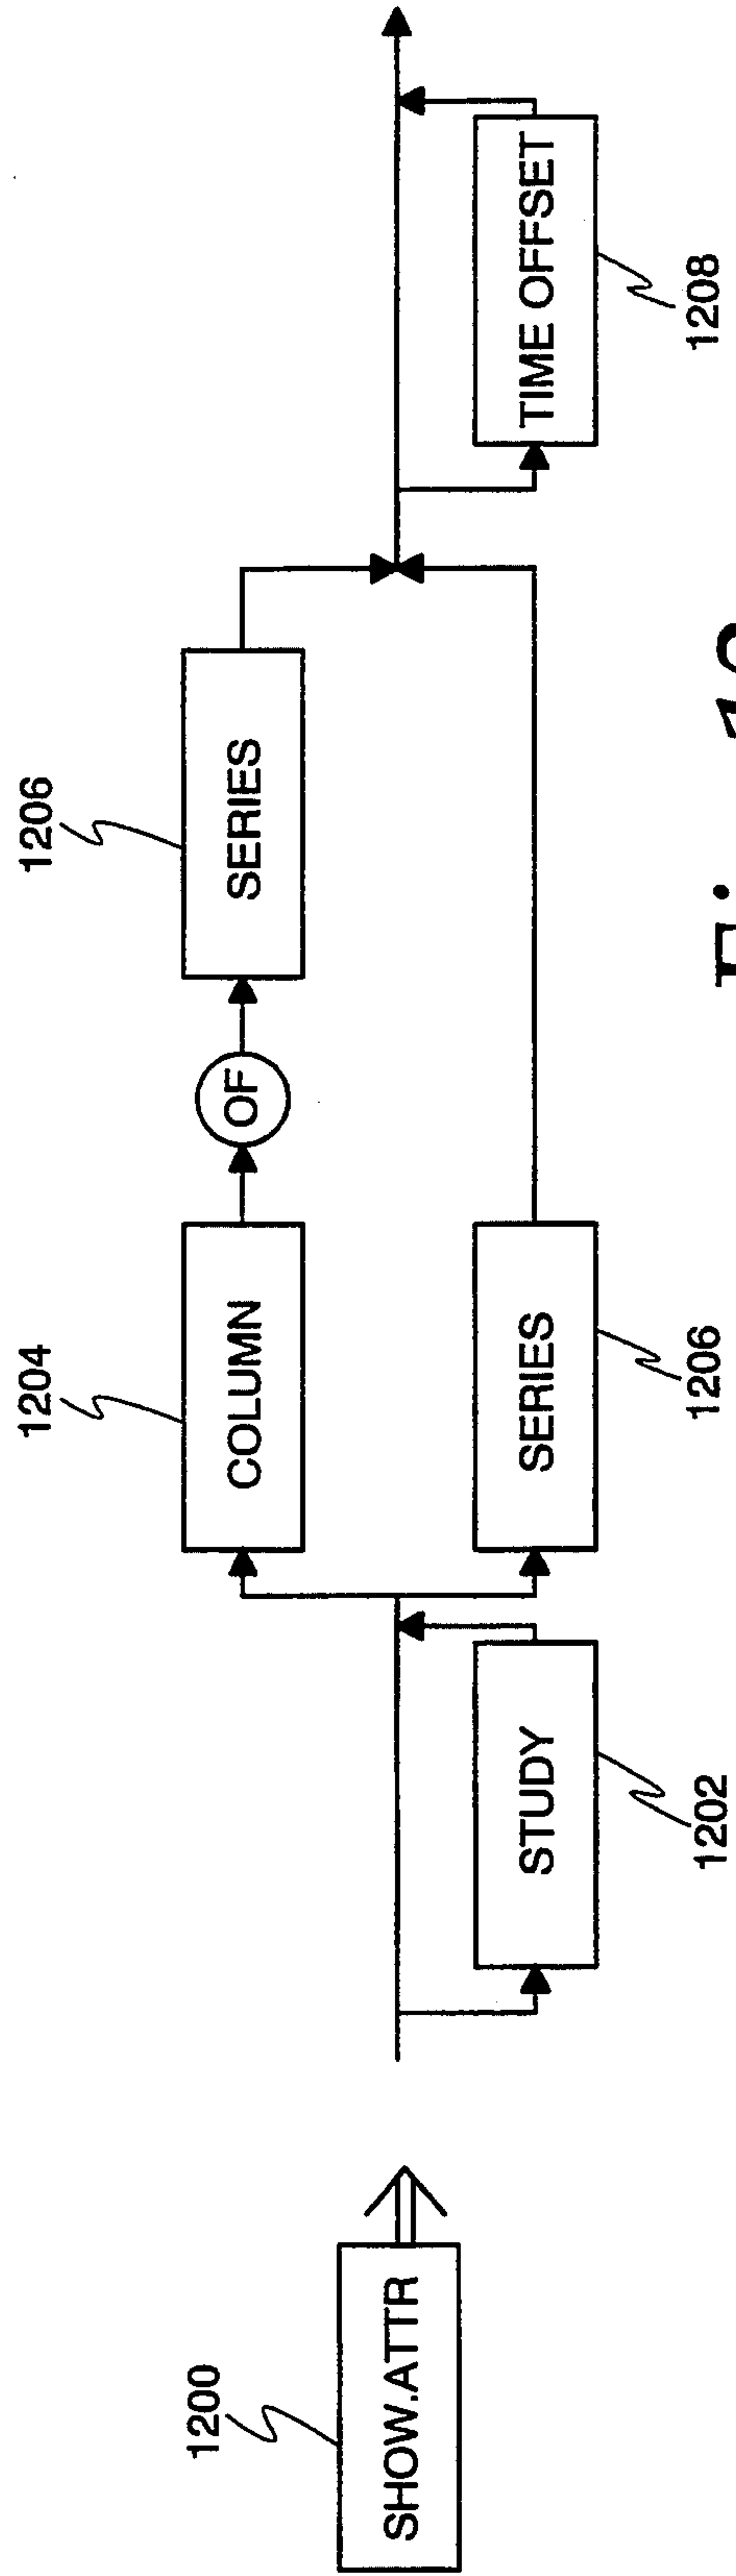 1200
SHOW.ATTR
1202
STUDY
1204
COLUMN
OF
1206
SERIES
1206
SERIES
1208
TIME OFFSET